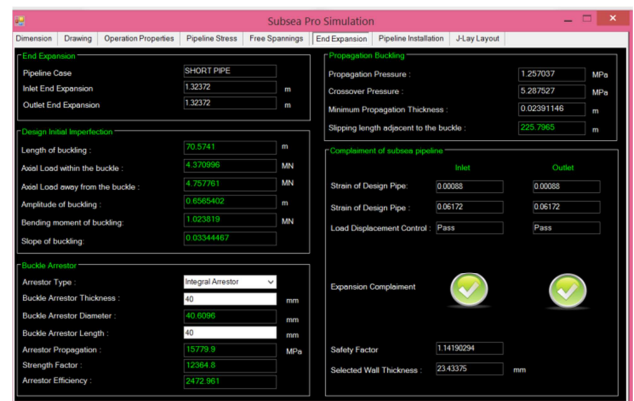 Subsea Pro Simulation
Dimension Drawing Operation Properties Pipeline Stress Free Spannings End Expansion Pipeline Installation J-Lay Layout
End Expansion
Pipeline Case SHORT PIPE
Inlet End Expansion 1.32372 m
Outlet End Expansion 1.32372 m
Design Initial Imperfection
Length of buckling : 70.5741 m
Axial Load within the buckle : 4.370996 MN
Axial Load away from the buckle : 4.757761 MN
Amplitude of buckling : 0.6565402 m
Bending moment of buckling: 1.023819 MN
Slope of buckling: 0.03344467
Buckle Arrestor
Arrestor Type : Integral Arrestor
Buckle Arrestor Thickness : 40 mm
Buckle Arrestor Diameter : 40.6096 mm
Buckle Arrestor Length : 40 mm
Arrestor Propagation : 15779.9 MPa
Strength Factor : 12364.8
Arrestor Efficiency : 2472.961
Propagation Buckling
Propagation Pressure : 1.257037 MPa
Crossover Pressure : 5.287527 MPa
Minimum Propagation Thickness : 0.02391146 m
Slipping length adjacent to the buckle : 225.7965 m
Complaiment of subsea pipeline
Inlet Outlet
Strain of Design Pipe: 0.00088 0.00088
Strain of Design Pipe : 0.06172 0.06172
Load Displacement Control : Pass Pass
Expansion Complaiment
Safety Factor 1.14190294
Selected Wall Thickness : 23.43375 mm